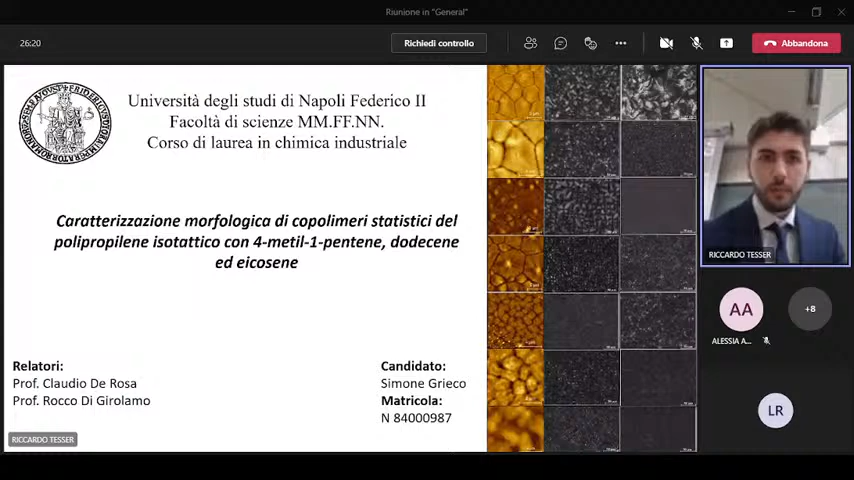 Riunione in "General"
26:20
Richiedi controllo
Abbandona
Università degli studi di Napoli Federico II
Facoltà di scienze MM.FF.NN.
Corso di laurea in chimica industriale
Caratterizzazione morfologica di copolimeri statistici del
polipropilene isotattico con 4-metil-1-pentene, dodecene
ed eicosene
Relatori:
Prof. Claudio De Rosa
Prof. Rocco Di Girolamo
Candidato:
Simone Grieco
Matricola:
N 84000987
RICCARDO TESSER
RICCARDO TESSER
AA
+8
ALESSIA A...
LR